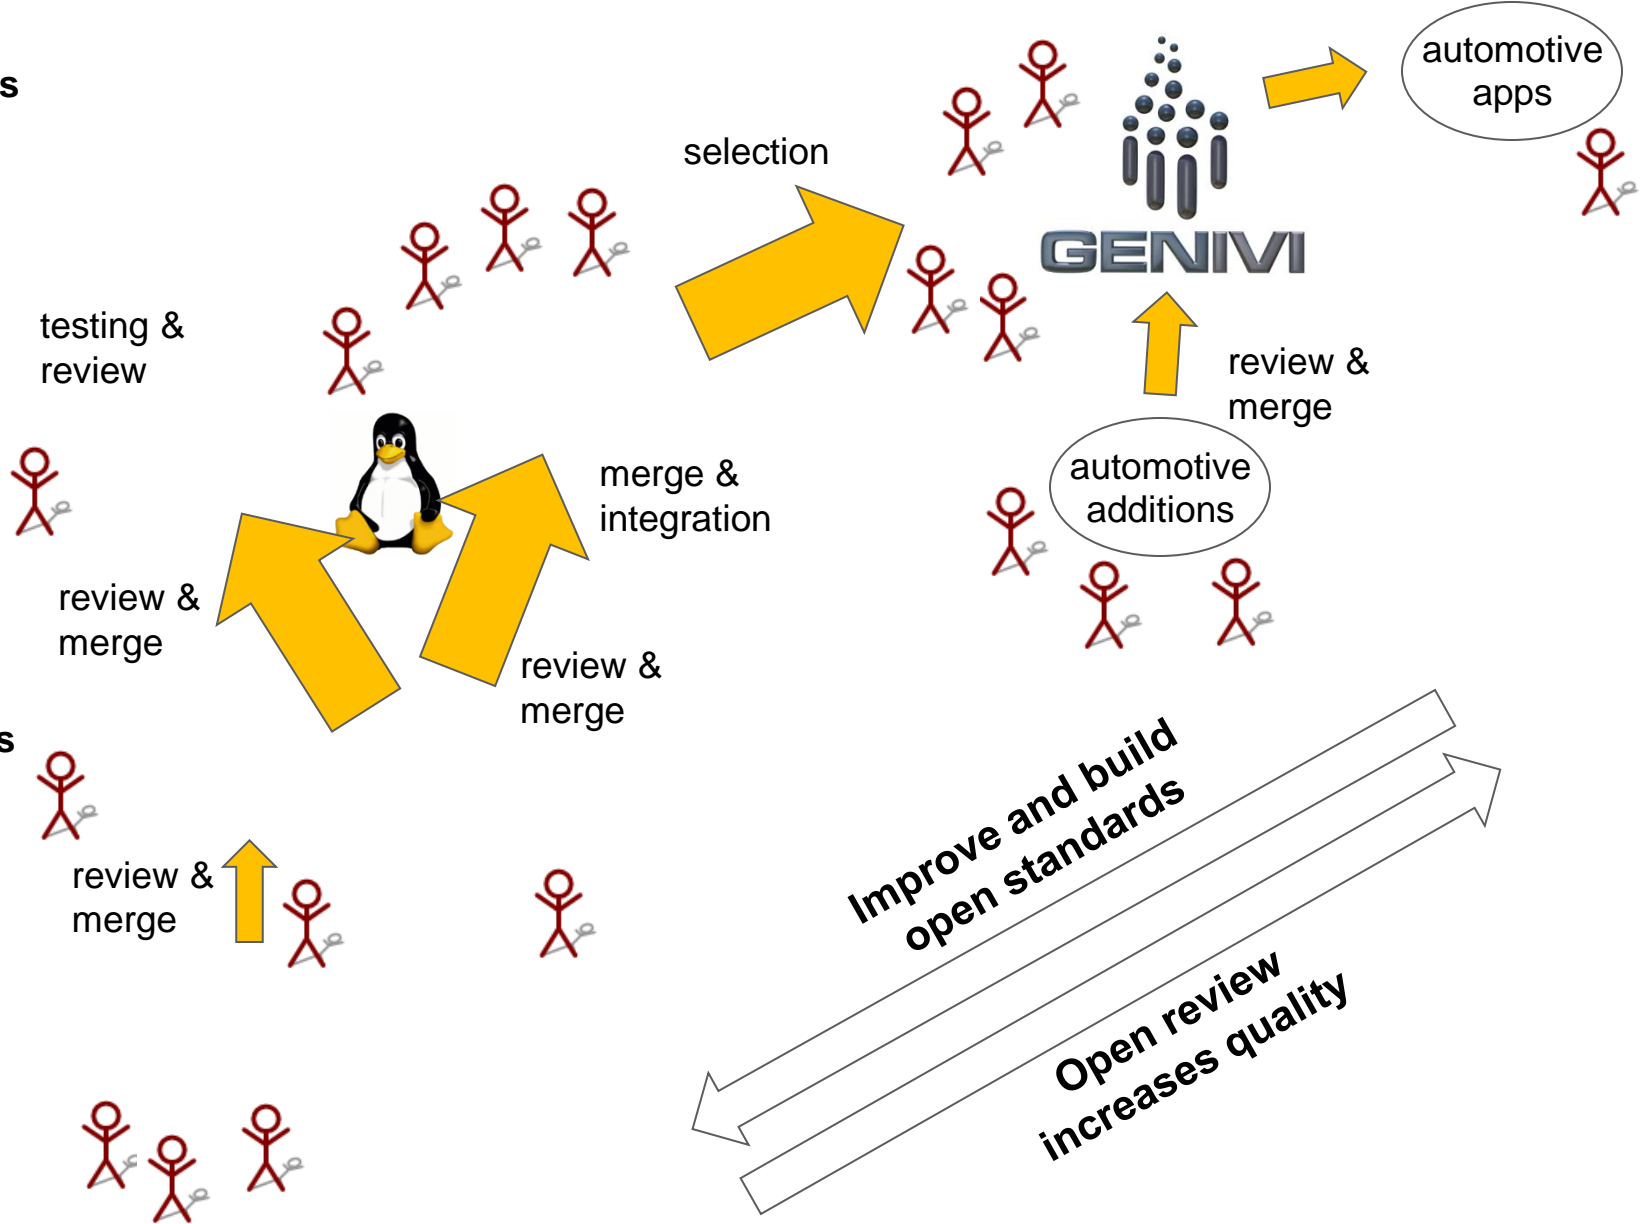 s
automotive
apps
selection
GENIVI
testing &
review
review &
merge
merge &
integration
automotive
additions
review &
merge
review &
merge
s
review &
merge
Improve and build
open standards
Open review
increases quality